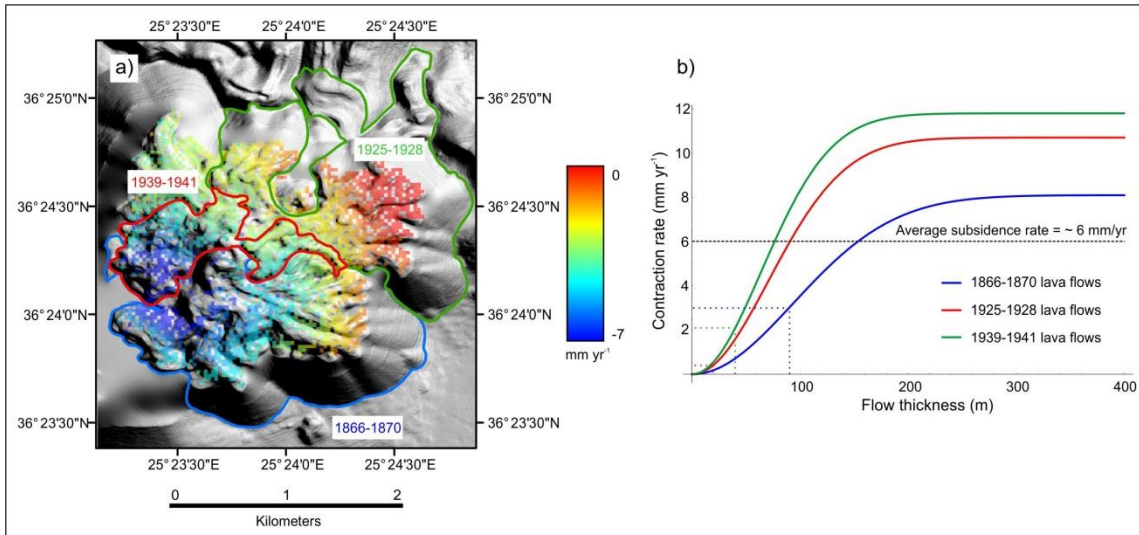 25° 23'30"E
25° 24'0"E
25° 24'30"E
a)
36° 25'0"N
36° 24'30"N
36° 24'0"N
36° 23'30"N
1925-1928
1939-1941
1866-1870
36° 25'0"N
36° 24'30"N
36° 24'0"N
36° 23'30"N
25° 23'30"E
25° 24'0"E
25° 24'30"E
0
1
2
Kilometers
0
-7
mm yr⁻¹
b)
Contraction rate (mm yr⁻¹)
12
10
8
6
4
2
Average subsidence rate = ~ 6 mm/yr
1866-1870 lava flows
1925-1928 lava flows
1939-1941 lava flows
100
200
300
400
Flow thickness (m)